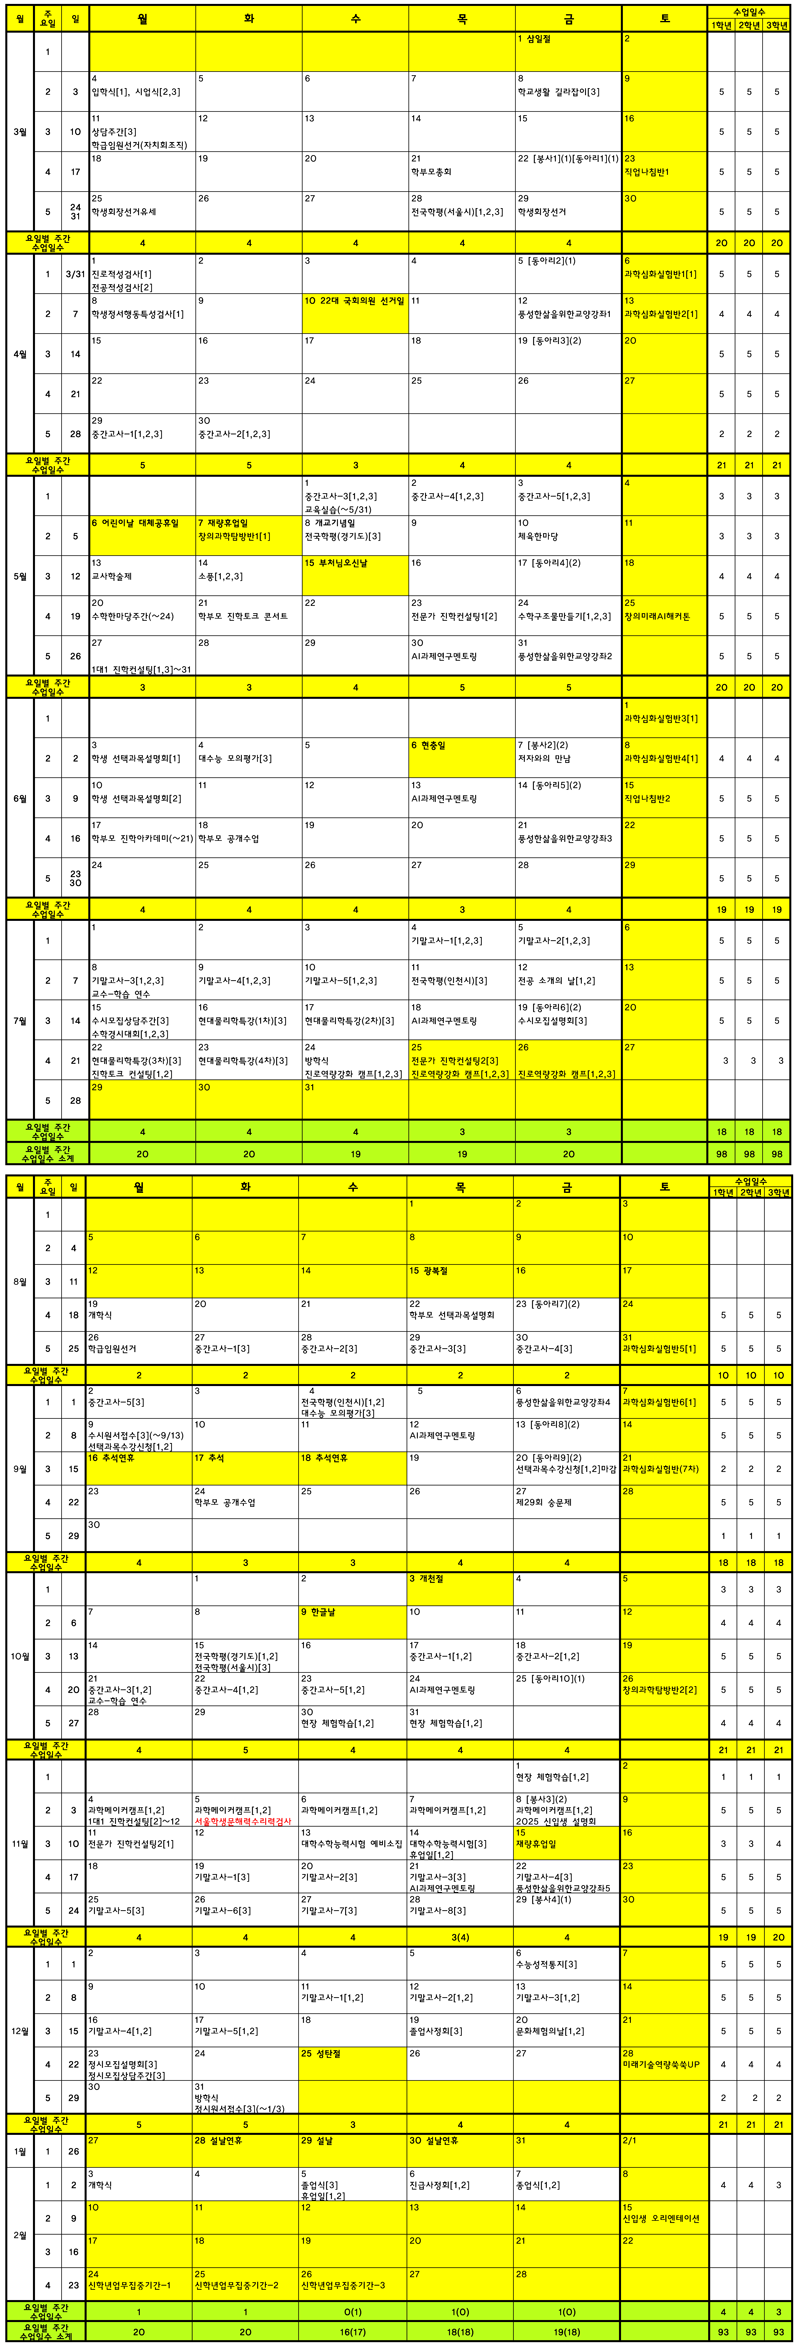 월 주 요일 일 월 화 수 목 금 토 수업일수
1학년 2학년 3학년
3월
1 1 삼일절 2
2 3 4 5 6 7 8 9 5 5 5
입학식[1], 시업식[2,3] 학교생활 길라잡이[3]
3 10 11 12 13 14 15 16 5 5 5
상담주간[3]
학급임원선거(자치회조직)
4 17 18 19 20 21 22 [봉사1](1)[동아리1](1) 23 5 5 5
학부모총회 직업나침반1
5 24 31 25 26 27 28 29 30 5 5 5
학생회장선거유세 전국학평(서울시)[1,2,3] 학생회장선거
요일별 주간 수업일수 4 4 4 4 4 20 20 20
4월
1 3/31 1 2 3 4 5 [동아리2](1) 6 5 5 5
진로적성검사[1] 과학심화실험반1[1]
전공적성검사[2]
2 7 8 9 10 22대 국회의원 선거일 11 12 13 4 4 4
학생정서행동특성검사[1] 풍성한삶을위한교양강좌1 과학심화실험반2[1]
3 14 15 16 17 18 19 [동아리3](2) 20 5 5 5
4 21 22 23 24 25 26 27 5 5 5
5 28 29 30 2 2 2
중간고사-1[1,2,3] 중간고사-2[1,2,3]
요일별 주간 수업일수 5 5 3 4 4 21 21 21
5월
1 1 2 3 4 3 3 3
중간고사-3[1,2,3] 중간고사-4[1,2,3] 중간고사-5[1,2,3]
교육실습(~5/31)
2 5 6 어린이날 대체공휴일 7 재량휴업일 8 개교기념일 9 10 11 3 3 3
창의과학탐방반1[1] 전국학평(경기도)[3] 체육한마당
3 12 13 14 15 부처님오신날 16 17 [동아리4](2) 18 4 4 4
교사학술제 소풍[1,2,3]
4 19 20 21 22 23 24 25 5 5 5
수학한마당주간(~24) 학부모 진학토크 콘서트 전문가 진학컨설팅1[2] 수학구조물만들기[1,2,3] 창의미래AI해커톤
5 26 27 28 29 30 31 5 5 5
1대1 진학컨설팅[1,3]~31 AI과제연구멘토링 풍성한삶을위한교양강좌2
요일별 주간 수업일수 3 3 4 5 5 20 20 20
6월
1 1
과학심화실험반3[1]
2 2 3 4 5 6 현충일 7 [봉사2](2) 8 4 4 4
학생 선택과목설명회[1] 대수능 모의평가[3] 저자와의 만남 과학심화실험반4[1]
3 9 10 11 12 13 14 [동아리5](2) 15 5 5 5
학생 선택과목설명회[2] AI과제연구멘토링 직업나침반2
4 16 17 18 19 20 21 22 5 5 5
학부모 진학아카데미(~21) 학부모 공개수업 풍성한삶을위한교양강좌3
5 23 30 24 25 26 27 28 29 5 5 5
요일별 주간 수업일수 4 4 4 3 4 19 19 19
7월
1 1 2 3 4 5 6 5 5 5
기말고사-1[1,2,3] 기말고사-2[1,2,3]
2 7 8 9 10 11 12 13 5 5 5
기말고사-3[1,2,3] 기말고사-4[1,2,3] 기말고사-5[1,2,3] 전국학평(인천시)[3] 전공 소개의 날[1,2]
교수-학습 연수
3 14 15 16 17 18 19 [동아리6](2) 20 5 5 5
수시모집상담주간[3] 현대물리학특강(1차)[3] 현대물리학특강(2차)[3] AI과제연구멘토링 수시모집설명회[3]
수학경시대회[1,2,3]
4 21 22 23 24 25 26 27 3 3 3
현대물리학특강(3차)[3] 현대물리학특강(4차)[3] 방학식 전문가 진학컨설팅2[3]
진학토크 컨설팅[1,2] 진로역량강화 캠프[1,2,3] 진로역량강화 캠프[1,2,3] 진로역량강화 캠프[1,2,3]
5 28 29 30 31
요일별 주간 수업일수 4 4 4 3 3 18 18 18
요일별 주간 수업일수 소계 20 20 19 19 20 98 98 98
월 주 요일 일 월 화 수 목 금 토 수업일수
1학년 2학년 3학년
8월
1 1 2 3
2 4 5 6 7 8 9 10
3 11 12 13 14 15 광복절 16 17
4 18 19 20 21 22 23 [동아리7](2) 24 5 5 5
개학식 학부모 선택과목설명회
5 25 26 27 28 29 30 31 5 5 5
학급임원선거 중간고사-1[3] 중간고사-2[3] 중간고사-3[3] 중간고사-4[3] 과학심화실험반5[1]
요일별 주간 수업일수 2 2 2 2 2 10 10 10
9월
1 1 2 3 4 5 6 7 5 5 5
중간고사-5[3] 전국학평(인천시)[1,2] 풍성한삶을위한교양강좌4 과학심화실험반6[1]
대수능 모의평가[3]
2 8 9 10 11 12 13 [동아리8](2) 14 5 5 5
수시원서접수[3](~9/13) AI과제연구멘토링
선택과목수강신청[1,2]
3 15 16 추석연휴 17 추석 18 추석연휴 19 20 [동아리9](2) 21 2 2 2
선택과목수강신청[1,2]마감 과학심화실험반(7차)
4 22 23 24 25 26 27 28 5 5 5
학부모 공개수업 제29회 숭문제
5 29 30 1 1 1
요일별 주간 수업일수 4 3 3 4 4 18 18 18
10월
1 1 2 3 개천절 4 5 3 3 3
2 6 7 8 9 한글날 10 11 12 4 4 4
3 13 14 15 16 17 18 19 5 5 5
전국학평(경기도)[1,2] 중간고사-1[1,2] 중간고사-2[1,2]
전국학평(서울시)[3]
4 20 21 22 23 24 25 [동아리10](1) 26 5 5 5
중간고사-3[1,2] 중간고사-4[1,2] 중간고사-5[1,2] AI과제연구멘토링 창의과학탐방반2[2]
교수-학습 연수
5 27 28 29 30 31 4 4 4
현장 체험학습[1,2] 현장 체험학습[1,2]
요일별 주간 수업일수 4 5 4 4 4 21 21 21
11월
1 1 2 1 1 1
현장 체험학습[1,2]
2 3 4 5 6 7 8 [봉사3](2) 9 5 5 5
과학메이커캠프[1,2] 과학메이커캠프[1,2] 과학메이커캠프[1,2] 과학메이커캠프[1,2] 과학메이커캠프[1,2]
1대1 진학컨설팅[2]~12 서울학생문해력수리력검사 2025 신입생 설명회
3 10 11 12 13 14 15 16 3 3 4
전문가 진학컨설팅2[1] 대학수학능력시험 예비소집 대학수학능력시험[3] 재량휴업일
휴업일[1,2]
4 17 18 19 20 21 22 23 5 5 5
기말고사-1[3] 기말고사-2[3] 기말고사-3[3] 기말고사-4[3]
AI과제연구멘토링 풍성한삶을위한교양강좌5
5 24 25 26 27 28 29 [봉사4](1) 30 5 5 5
기말고사-5[3] 기말고사-6[3] 기말고사-7[3] 기말고사-8[3]
요일별 주간 수업일수 4 4 4 3(4) 4 19 19 20
12월
1 1 2 3 4 5 6 7 5 5 5
수능성적통지[3]
2 8 9 10 11 12 13 14 5 5 5
기말고사-1[1,2] 기말고사-2[1,2] 기말고사-3[1,2]
3 15 16 17 18 19 20 21 5 5 5
기말고사-4[1,2] 기말고사-5[1,2] 졸업사정회[3] 문화체험의날[1,2]
4 22 23 24 25 성탄절 26 27 28 4 4 4
정시모집설명회[3] 미래기술역량쑥쑥UP
정시모집상담주간[3]
5 29 30 31 2 2 2
방학식
정시원서접수[3](~1/3)
요일별 주간 수업일수 5 5 3 4 4 21 21 21
1월 1 26 27 28 설날연휴 29 설날 30 설날연휴 31 2/1
2월
1 2 3 4 5 6 7 8 4 4 3
개학식 졸업식[3] 진급사정회[1,2] 종업식[1,2]
휴업일[1,2]
2 9 10 11 12 13 14 15
신입생 오리엔테이션
3 16 17 18 19 20 21 22
4 23 24 25 26 27 28
신학년업무집중기간-1 신학년업무집중기간-2 신학년업무집중기간-3
요일별 주간 수업일수 1 1 0(1) 1(0) 1(0) 4 4 3
요일별 주간 수업일수 소계 20 20 16(17) 18(18) 19(18) 93 93 93